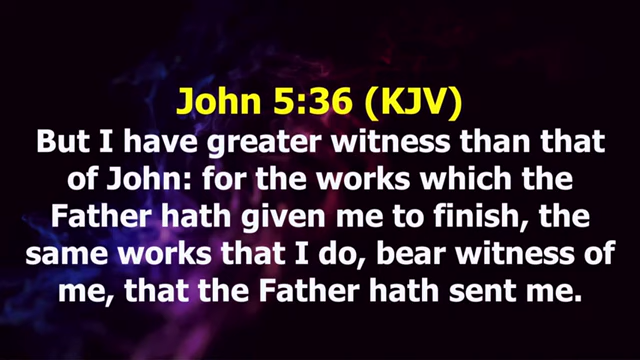 John 5:36 (KJV)
But I have greater witness than that
of John: for the works which the
Father hath given me to finish, the
same works that I do, bear witness of
me, that the Father hath sent me.